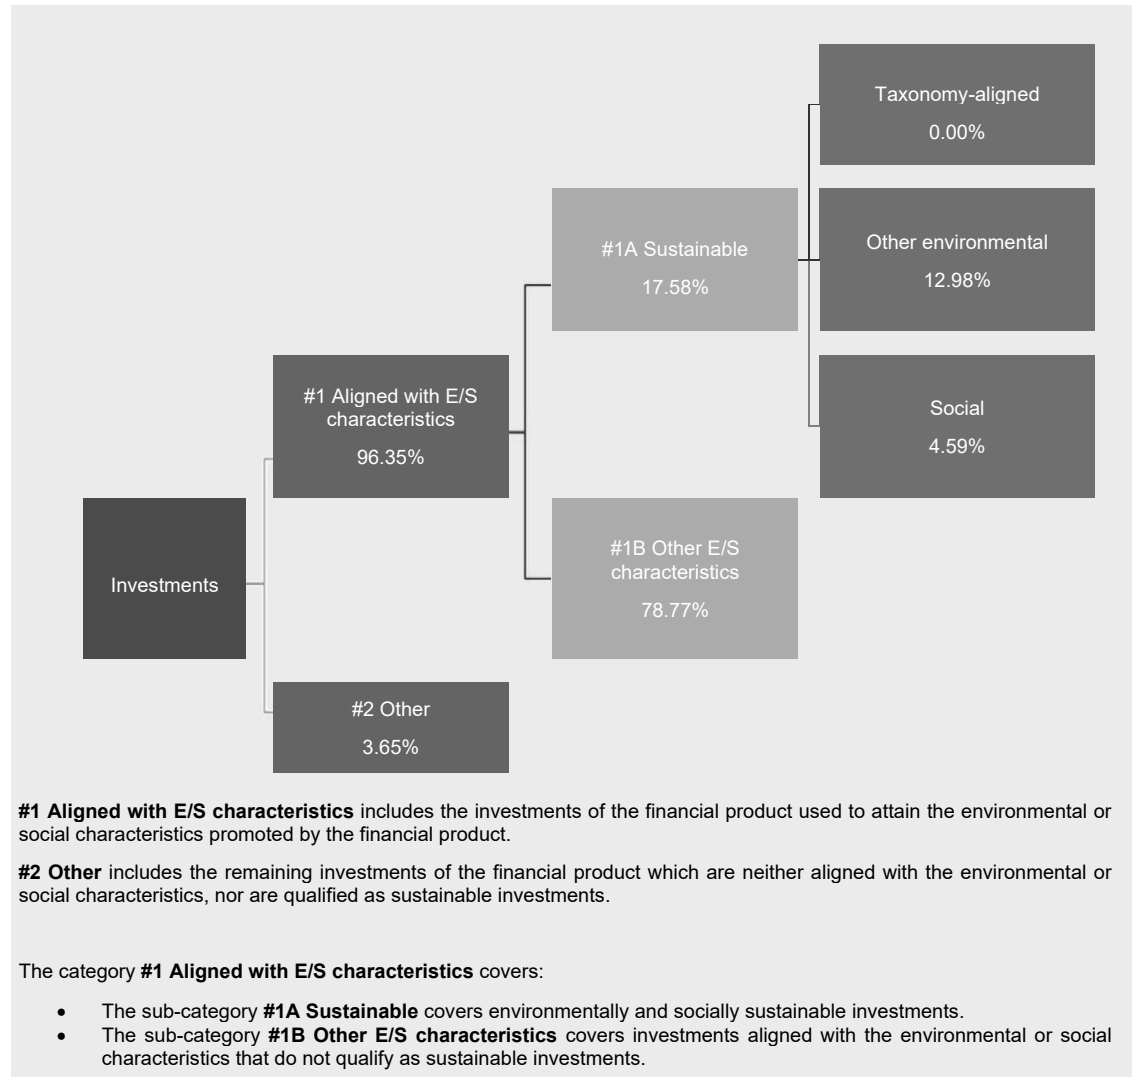 Taxonomy-aligned
0.00%
#1A Sustainable
17.58%
Other environmental
12.98%
#1 Aligned with E/S
characteristics
96.35%
Social
4.59%
Investments
#1B Other E/S
characteristics
78.77%
#2 Other
3.65%
#1 Aligned with E/S characteristics includes the investments of the financial product used to attain the environmental or
social characteristics promoted by the financial product.
#2 Other includes the remaining investments of the financial product which are neither aligned with the environmental or
social characteristics, nor are qualified as sustainable investments.
The category #1 Aligned with E/S characteristics covers:
• The sub-category #1A Sustainable covers environmentally and socially sustainable investments.
• The sub-category #1B Other E/S characteristics covers investments aligned with the environmental or social
characteristics that do not qualify as sustainable investments.